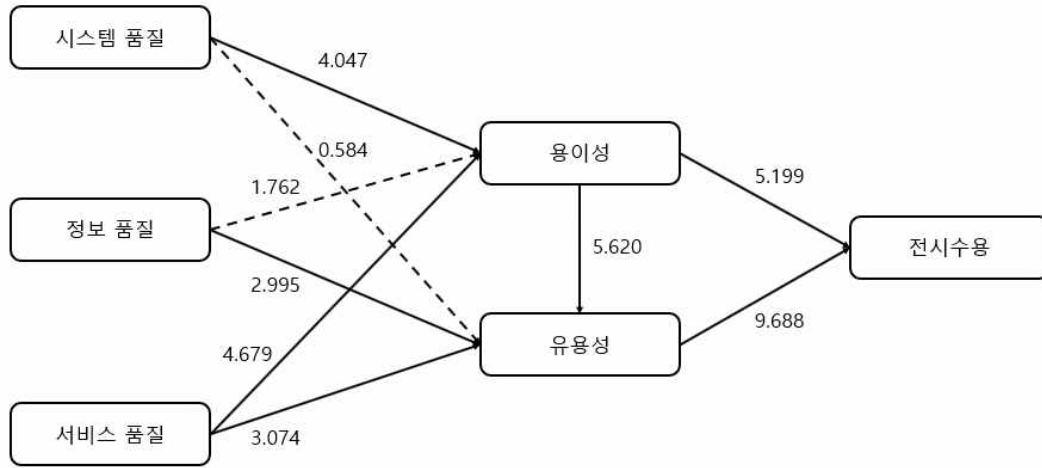 시스템 품질
4.047
0.584
용이성
1.762
정보 품질
5.199
5.620
전시수용
2.995
9.688
유용성
4.679
서비스 품질
3.074